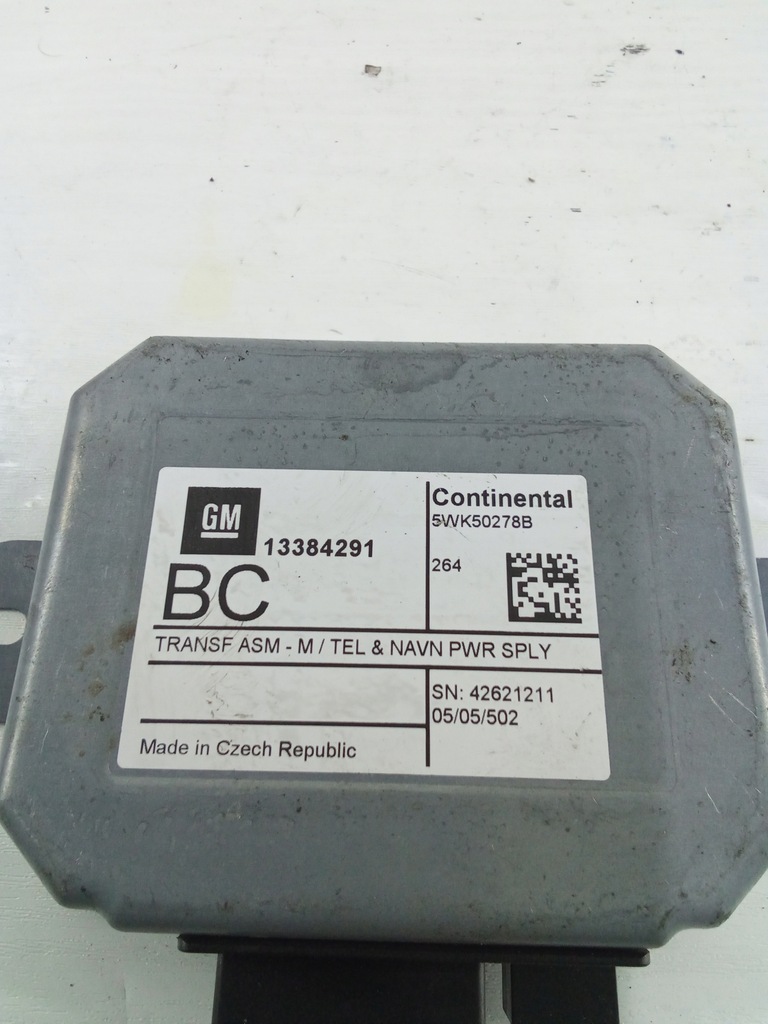 GM
13384291
BC
Continental
5WK50278B
264
TRANSF ASM - M / TEL & NAVN PWR SPLY
SN: 42621211
05/05/502
Made in Czech Republic